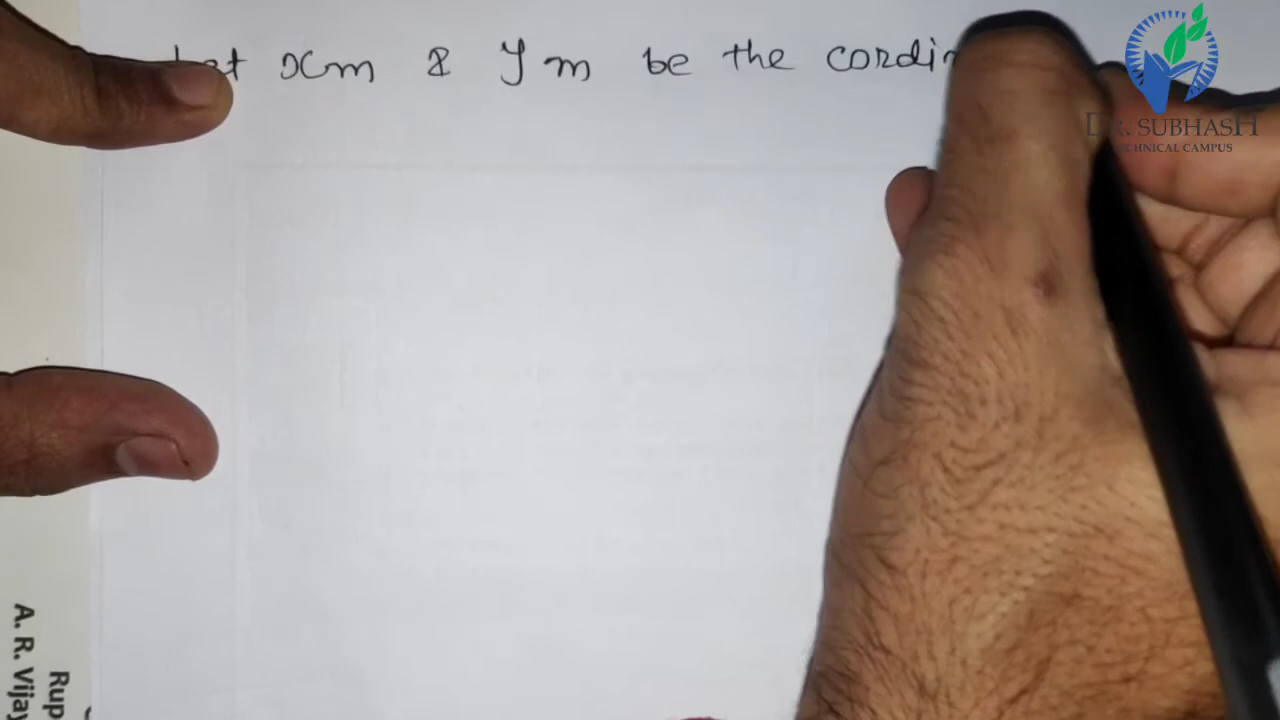 Let xm & ym be the cordin
DR. SUBHASH
TECHNICAL CAMPUS
A. R. Vijay
Rup